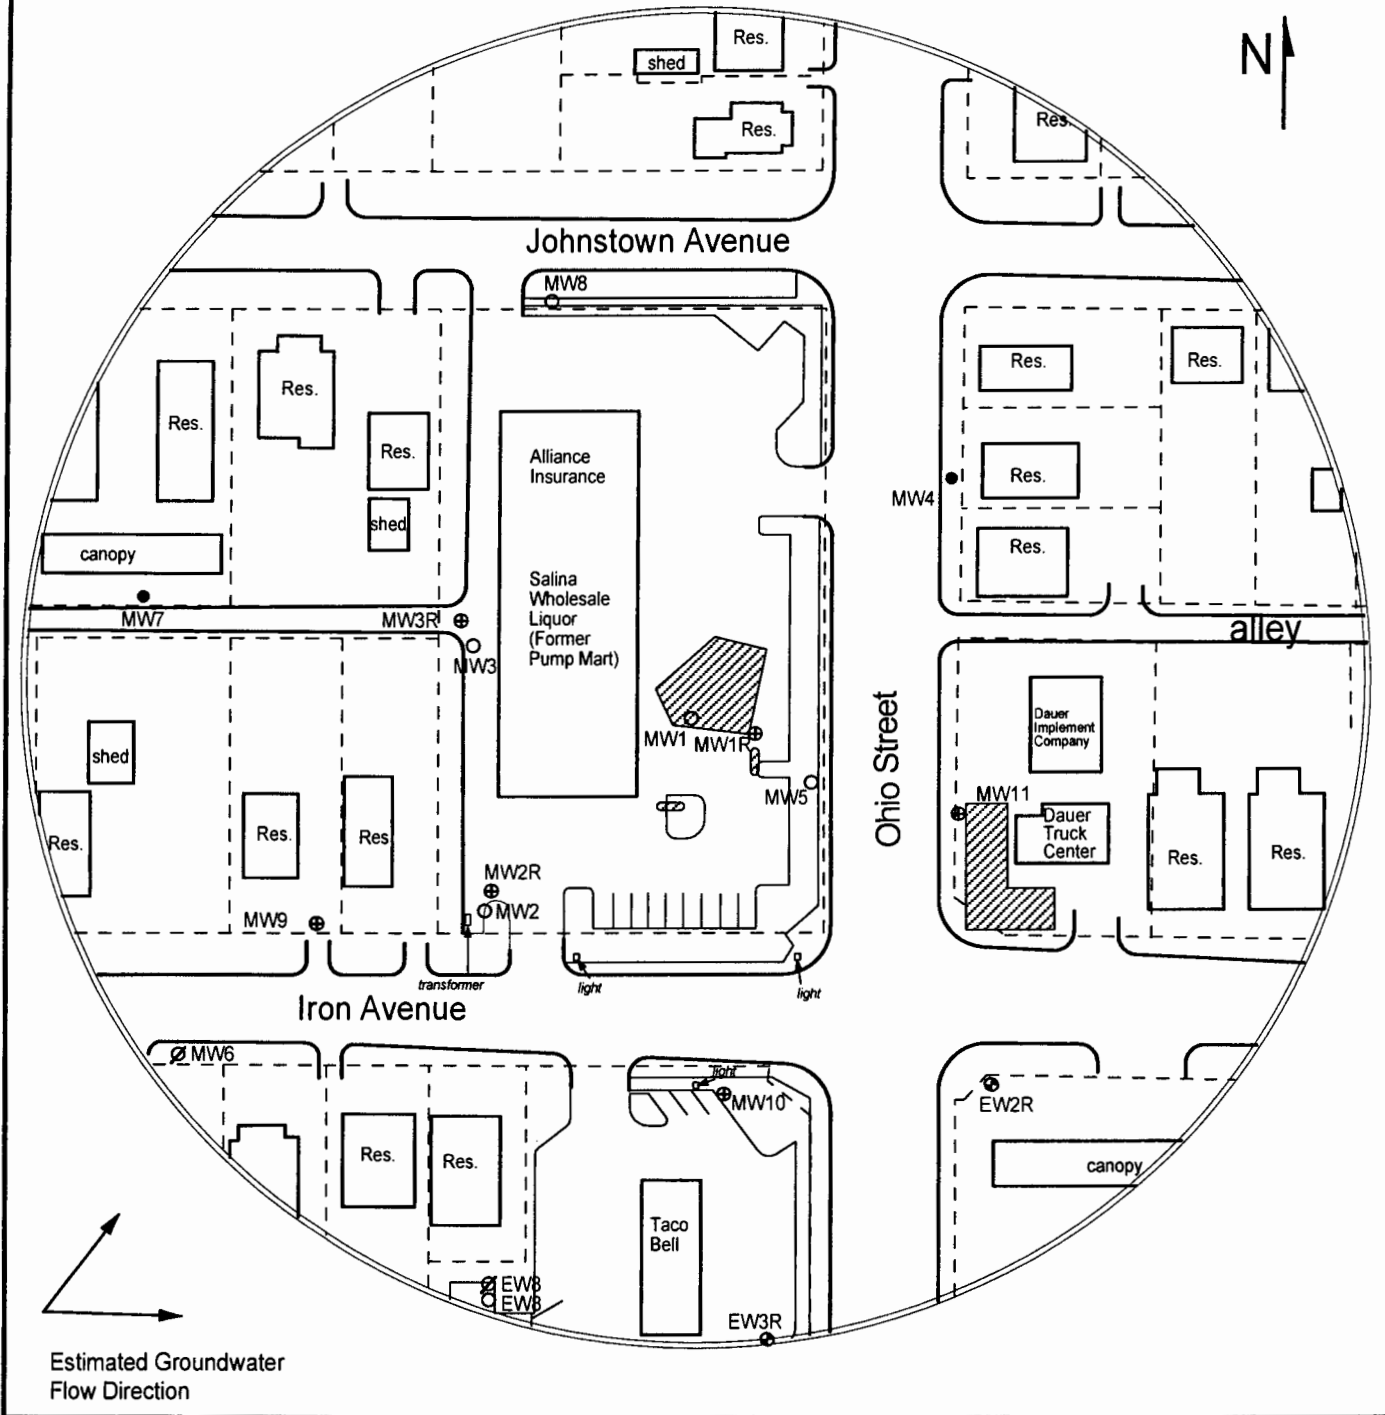 N
Res.
shed
Res.
Res.
Johnstown Avenue
MW8
Res.
Res.
Res.
Res.
Res.
Alliance
Insurance
Res.
MW4
shed
Res.
canopy
Salina
Wholesale
Liquor
(Former
Pump Mart)
MW7
MW3R
alley
MW3
Dauer
Implement
Company
MW1
MW1R
shed
Ohio Street
MW5
MW11
Dauer
Truck
Center
Res.
Res.
Res
Res.
Res.
MW2R
MW2
MW9
transformer
light
light
Iron Avenue
MW6
light
MW10
EW2R
Res.
Res.
canopy
Taco
Bell
EW8
EW8
EW3R
Estimated Groundwater
Flow Direction